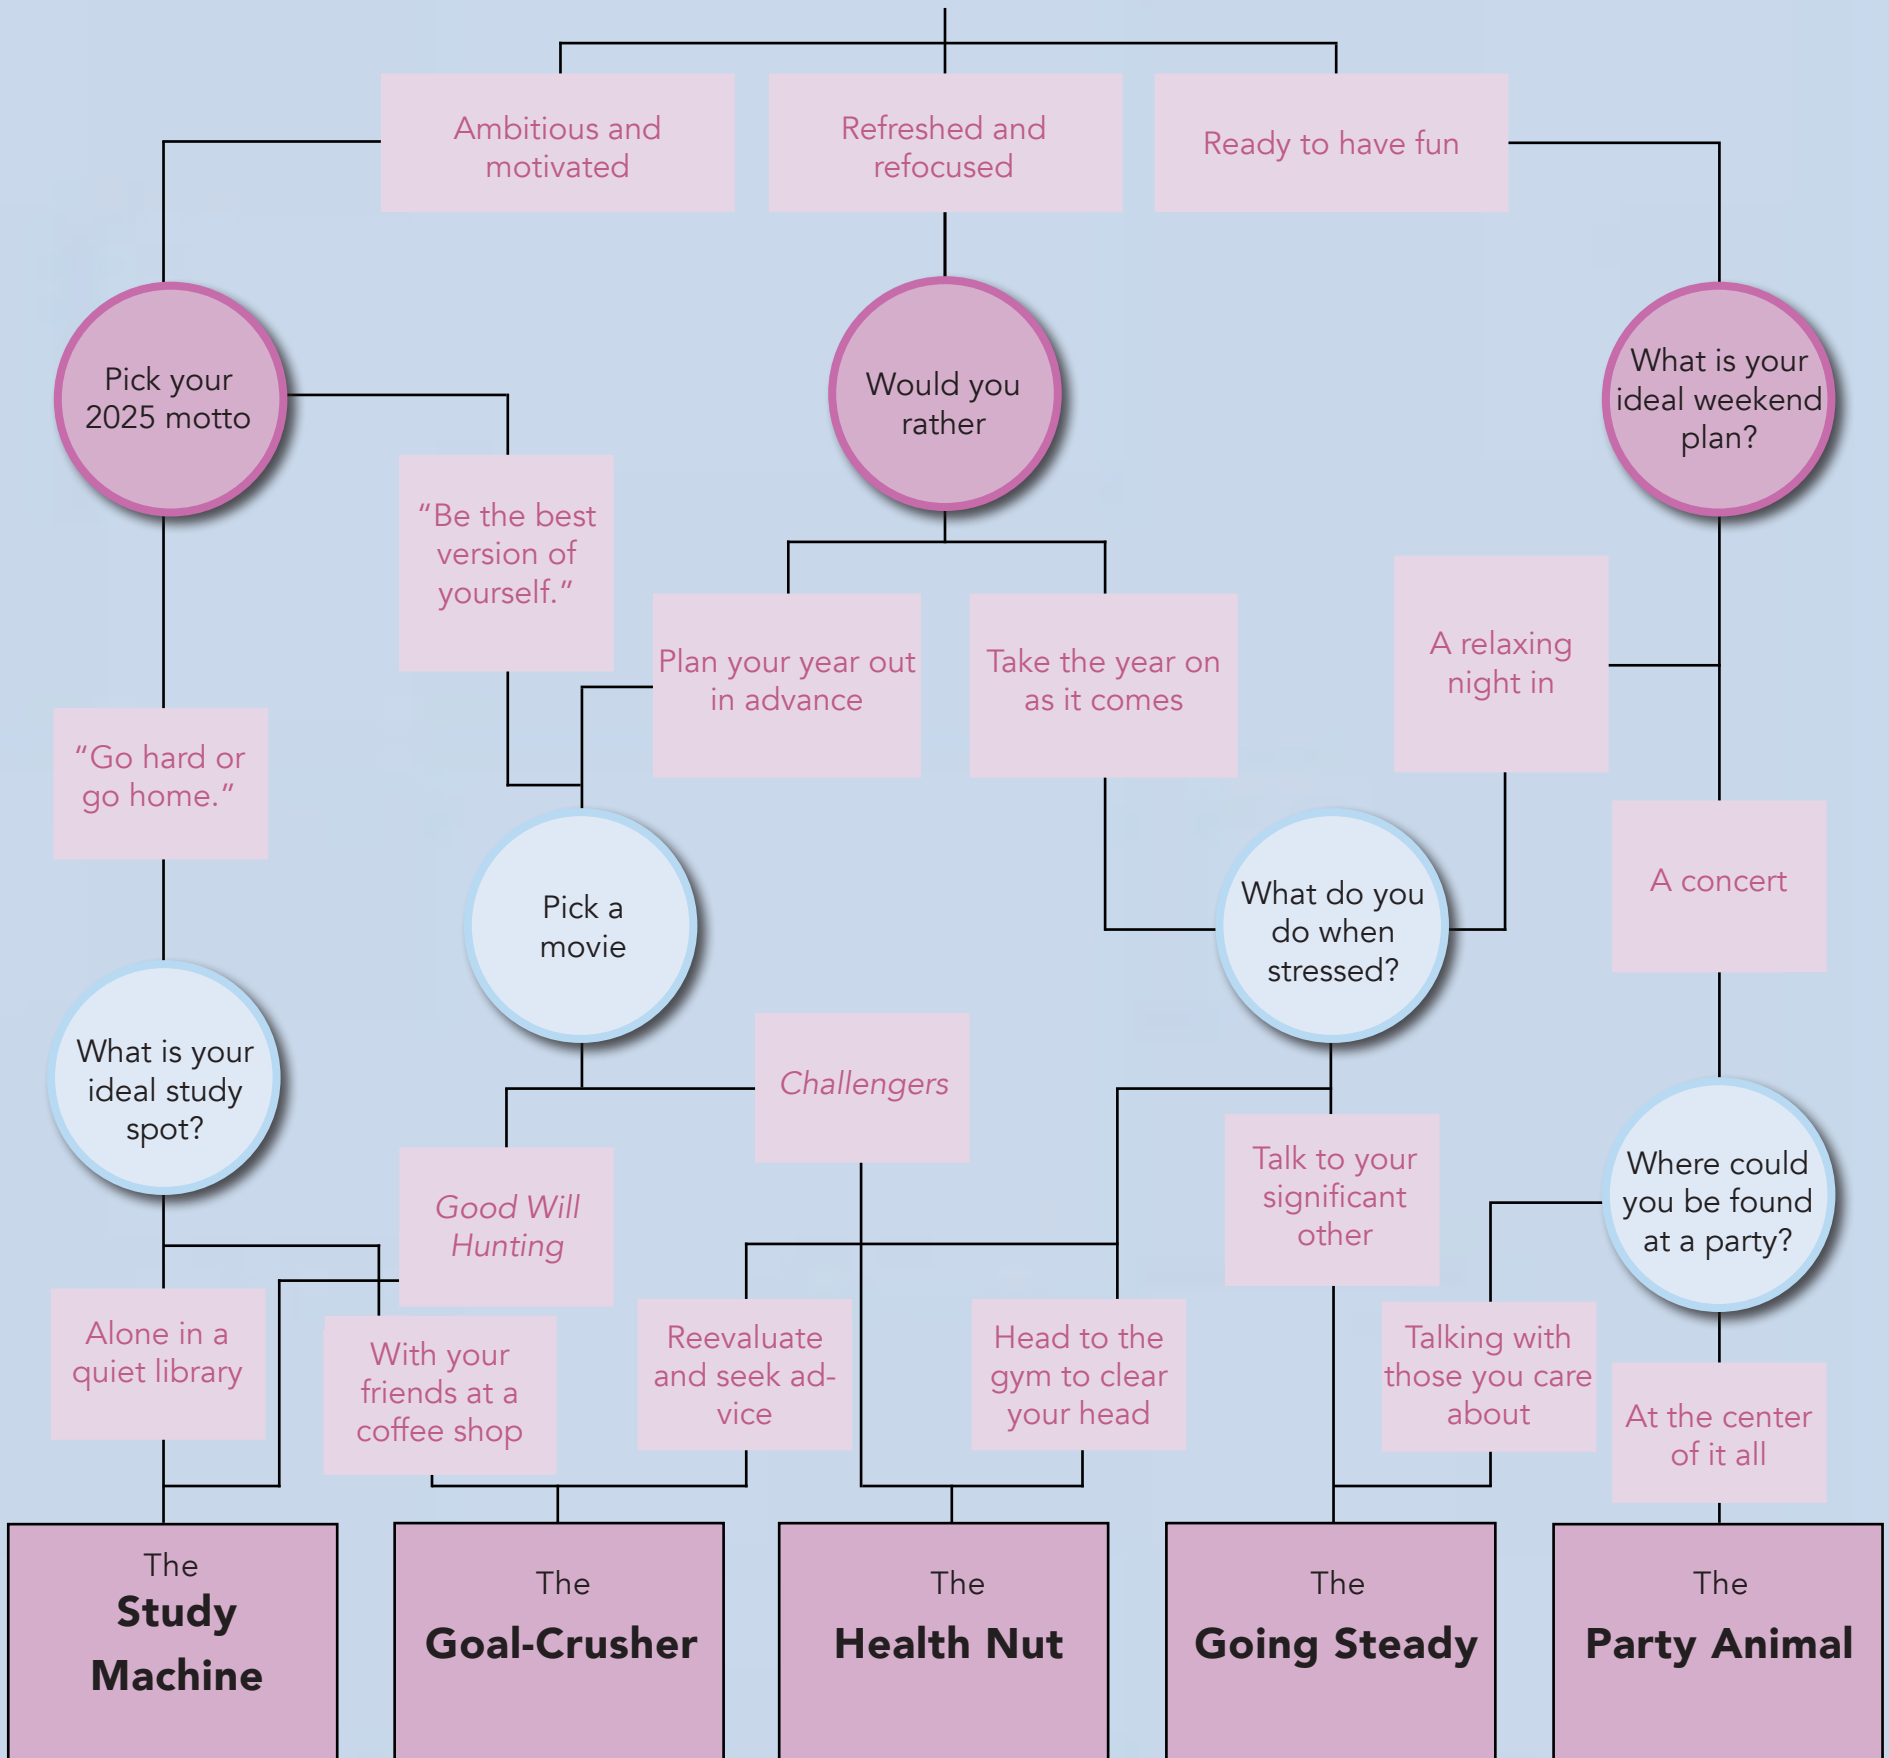 Ambitious and
motivated
Refreshed and
refocused
Ready to have fun
Pick your
2025 motto
Would you
rather
What is your
ideal weekend
plan?
“Be the best
version of
yourself.”
Plan your year out
in advance
Take the year on
as it comes
A relaxing
night in
“Go hard or
go home.”
A concert
Pick a
movie
What do you
do when
stressed?
What is your
ideal study
spot?
Challengers
Good Will
Hunting
Talk to your
significant
other
Where could
you be found
at a party?
Alone in a
quiet library
With your
friends at a
coffee shop
Reevaluate
and seek ad-
vice
Head to the
gym to clear
your head
Talking with
those you care
about
At the center
of it all
The
Study
Machine
The
Goal-Crusher
The
Health Nut
The
Going Steady
The
Party Animal